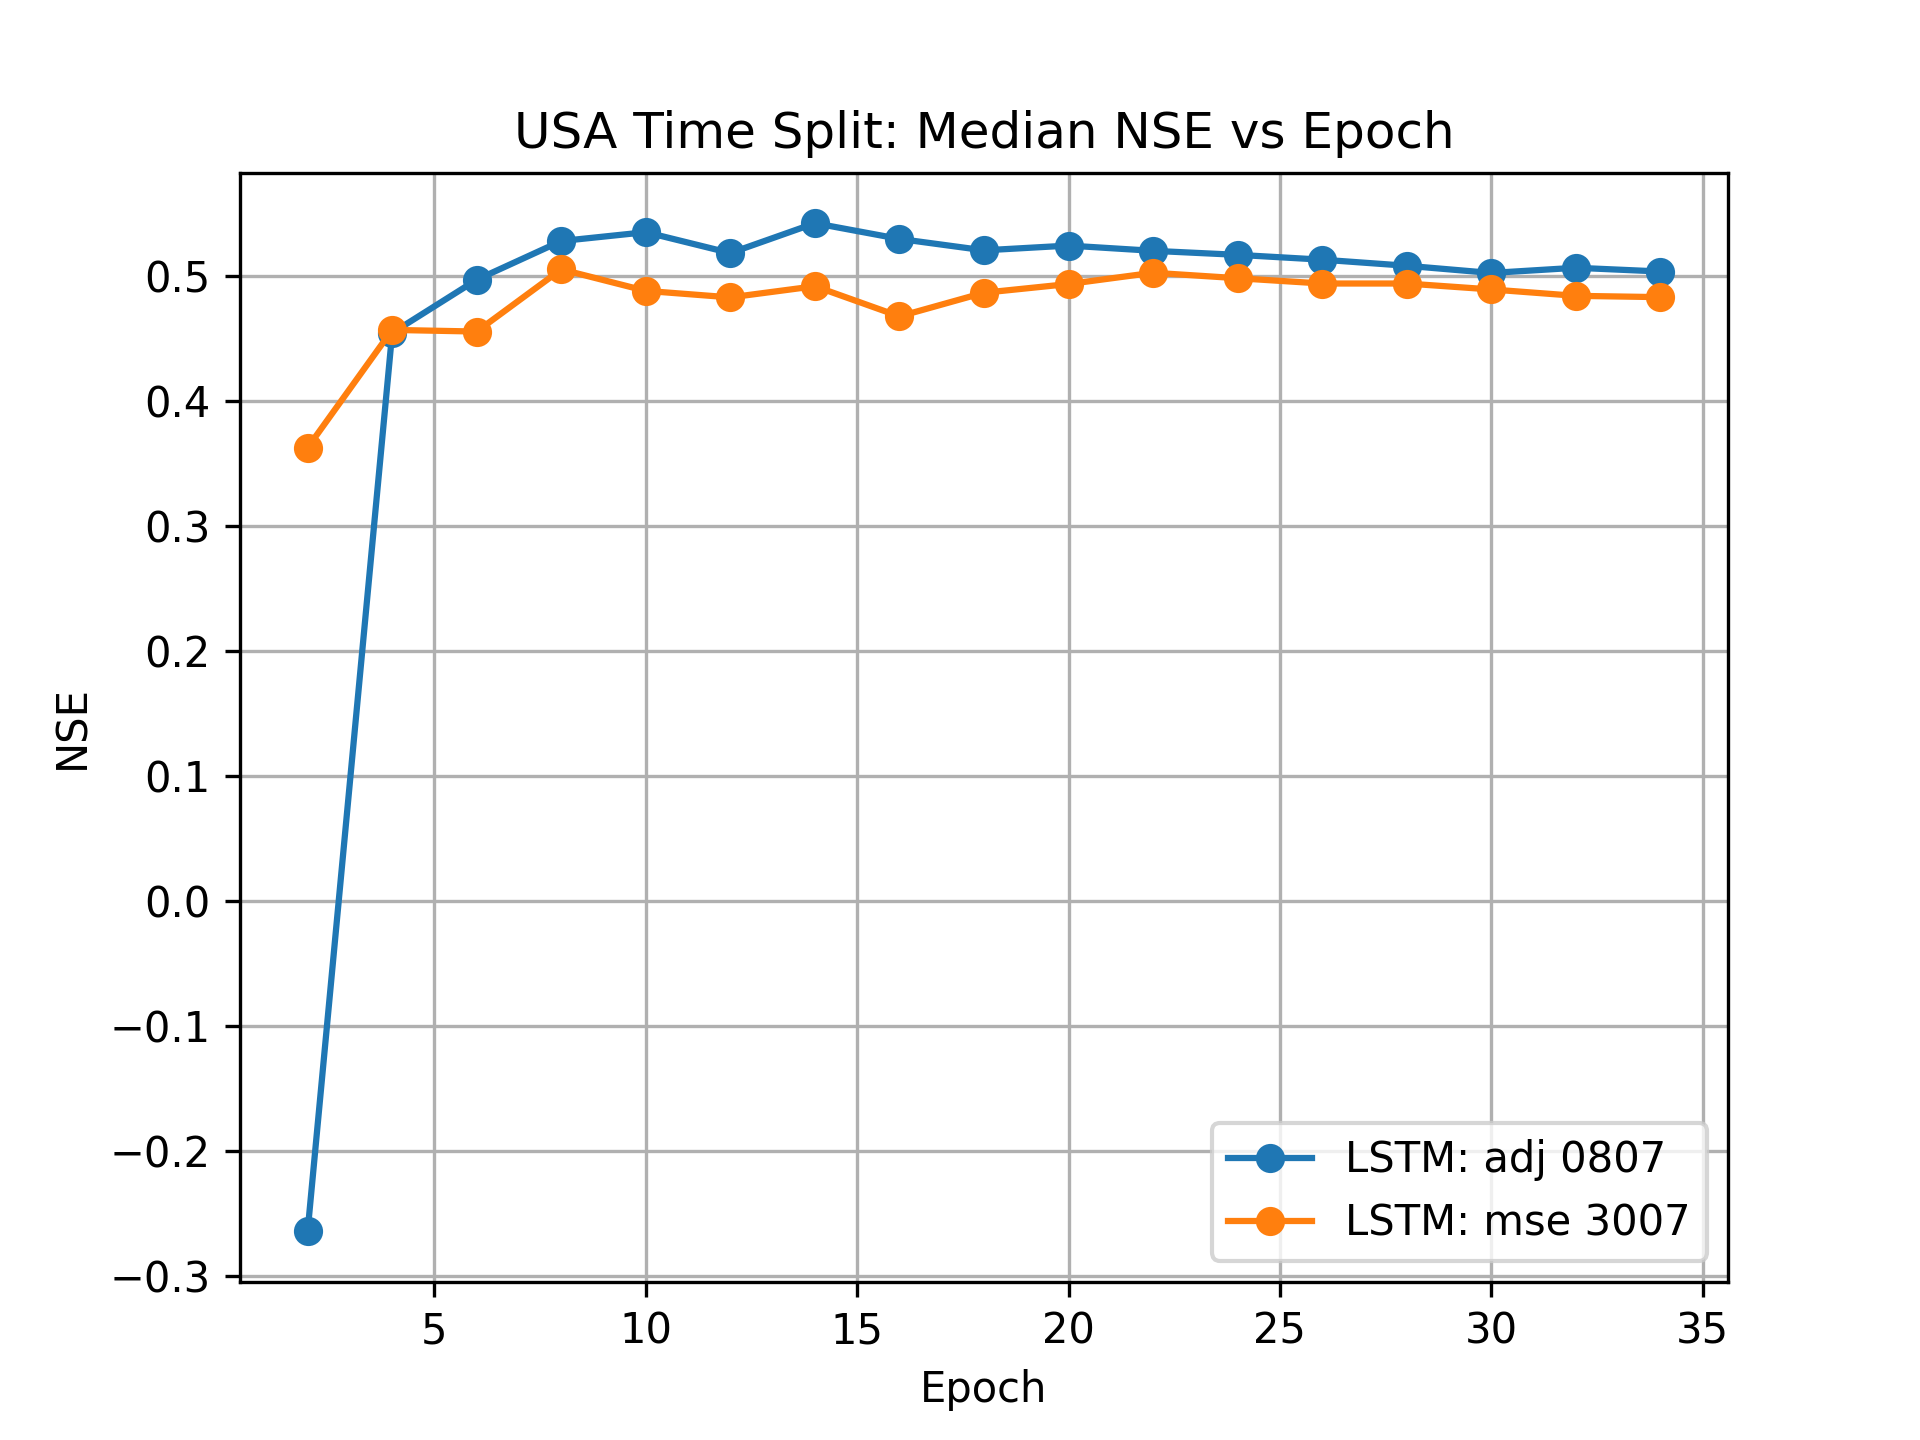 USA Time Split: Median NSE vs Epoch
NSE
0.5
0.4
0.3
0.2
0.1
0.0
−0.1
−0.2
−0.3
5 10 15 20 25 30 35
Epoch
LSTM: adj 0807
LSTM: mse 3007